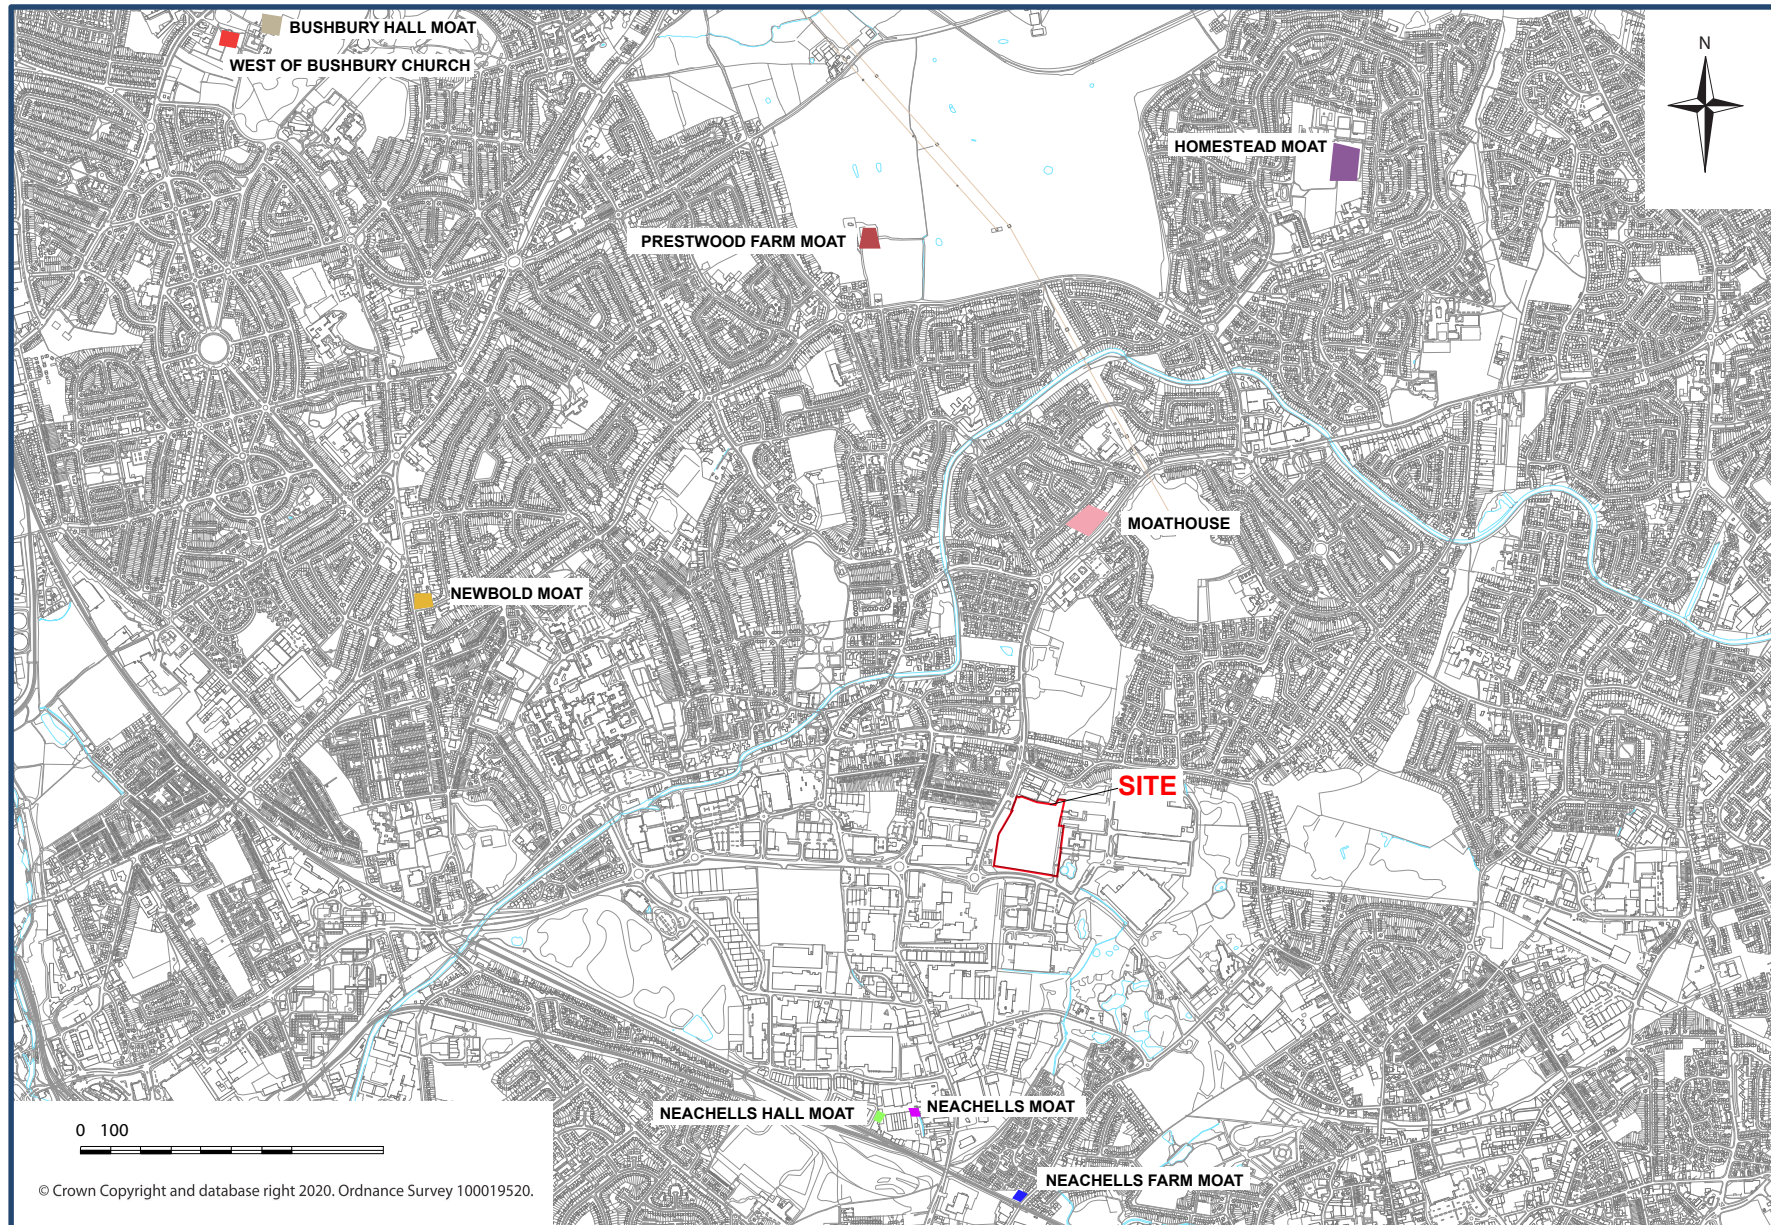 BUSHBURY HALL MOAT
WEST OF BUSHBURY CHURCH
N
HOMESTEAD MOAT
PRESTWOOD FARM MOAT
MOATHOUSE
NEWBOLD MOAT
SITE
NEACHELLS HALL MOAT
NEACHELLS MOAT
0 100
NEACHELLS FARM MOAT
© Crown Copyright and database right 2020. Ordnance Survey 100019520.